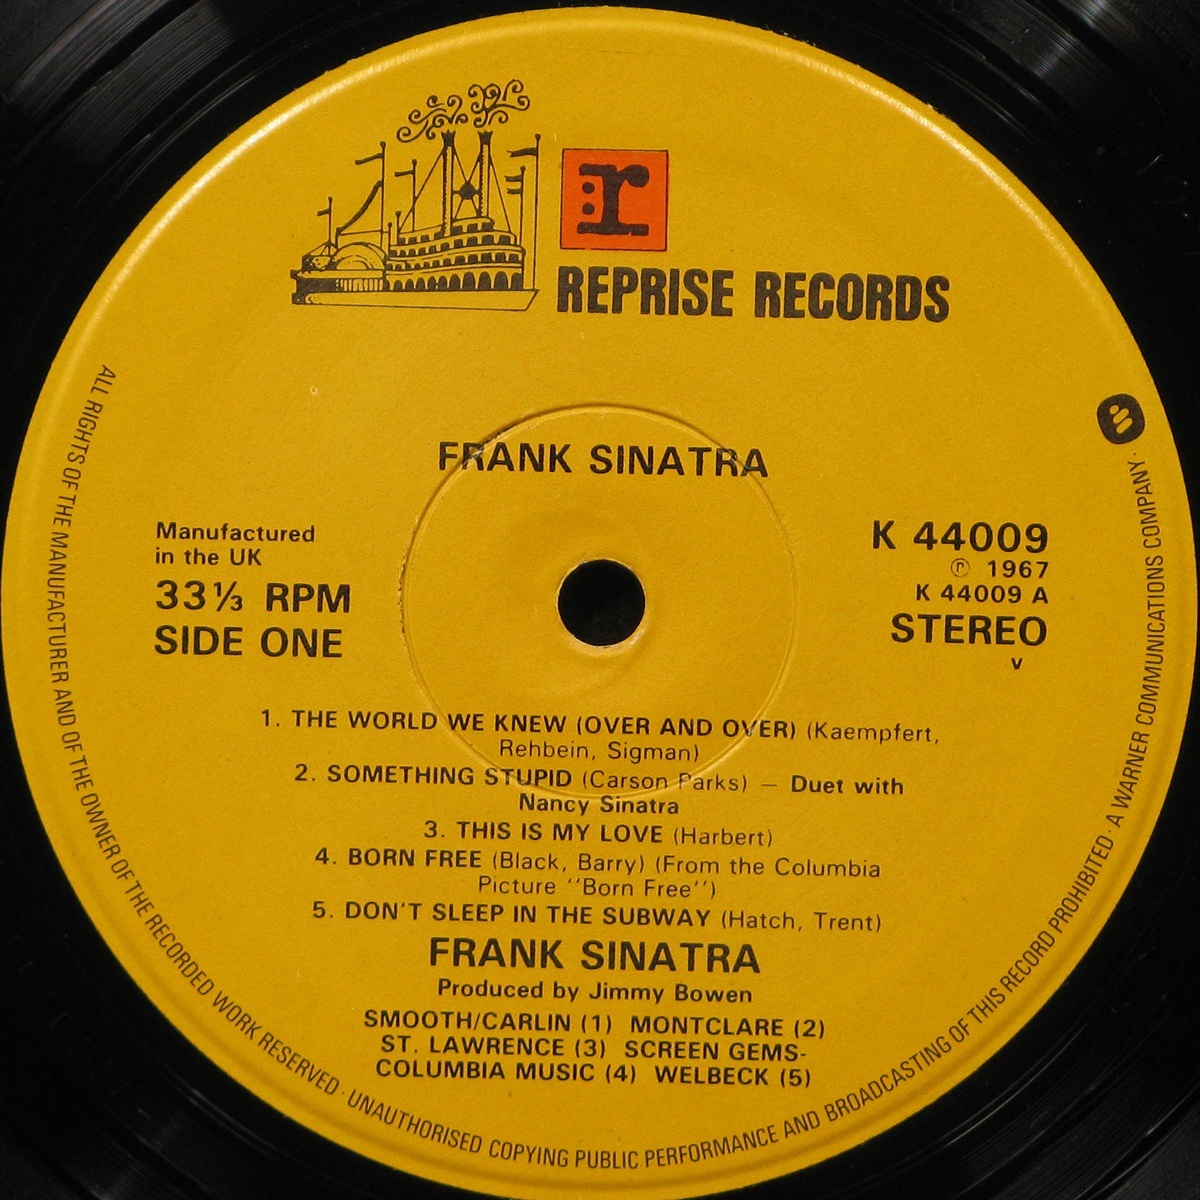 r:
REPRISE RECORDS
FRANK SINATRA
Manufactured
in the UK
33⅓ RPM
SIDE ONE
K 44009
℗ 1967
K 44009 A
STEREO
v
1. THE WORLD WE KNEW (OVER AND OVER) (Kaempfert,
Rehbein, Sigman)
2. SOMETHING STUPID (Carson Parks) — Duet with
Nancy Sinatra
3. THIS IS MY LOVE (Harbert)
4. BORN FREE (Black, Barry) (From the Columbia
Picture "Born Free")
5. DON'T SLEEP IN THE SUBWAY (Hatch, Trent)
FRANK SINATRA
Produced by Jimmy Bowen
SMOOTH/CARLIN (1) MONTCLARE (2)
ST. LAWRENCE (3) SCREEN GEMS-
COLUMBIA MUSIC (4) WELBECK (5)
ALL RIGHTS OF THE MANUFACTURER AND OF THE OWNER OF THE RECORDED WORK RESERVED · UNAUTHORISED COPYING PUBLIC PERFORMANCE AND BROADCASTING OF THIS RECORD PROHIBITED · A WARNER COMMUNICATIONS COMPANY ·